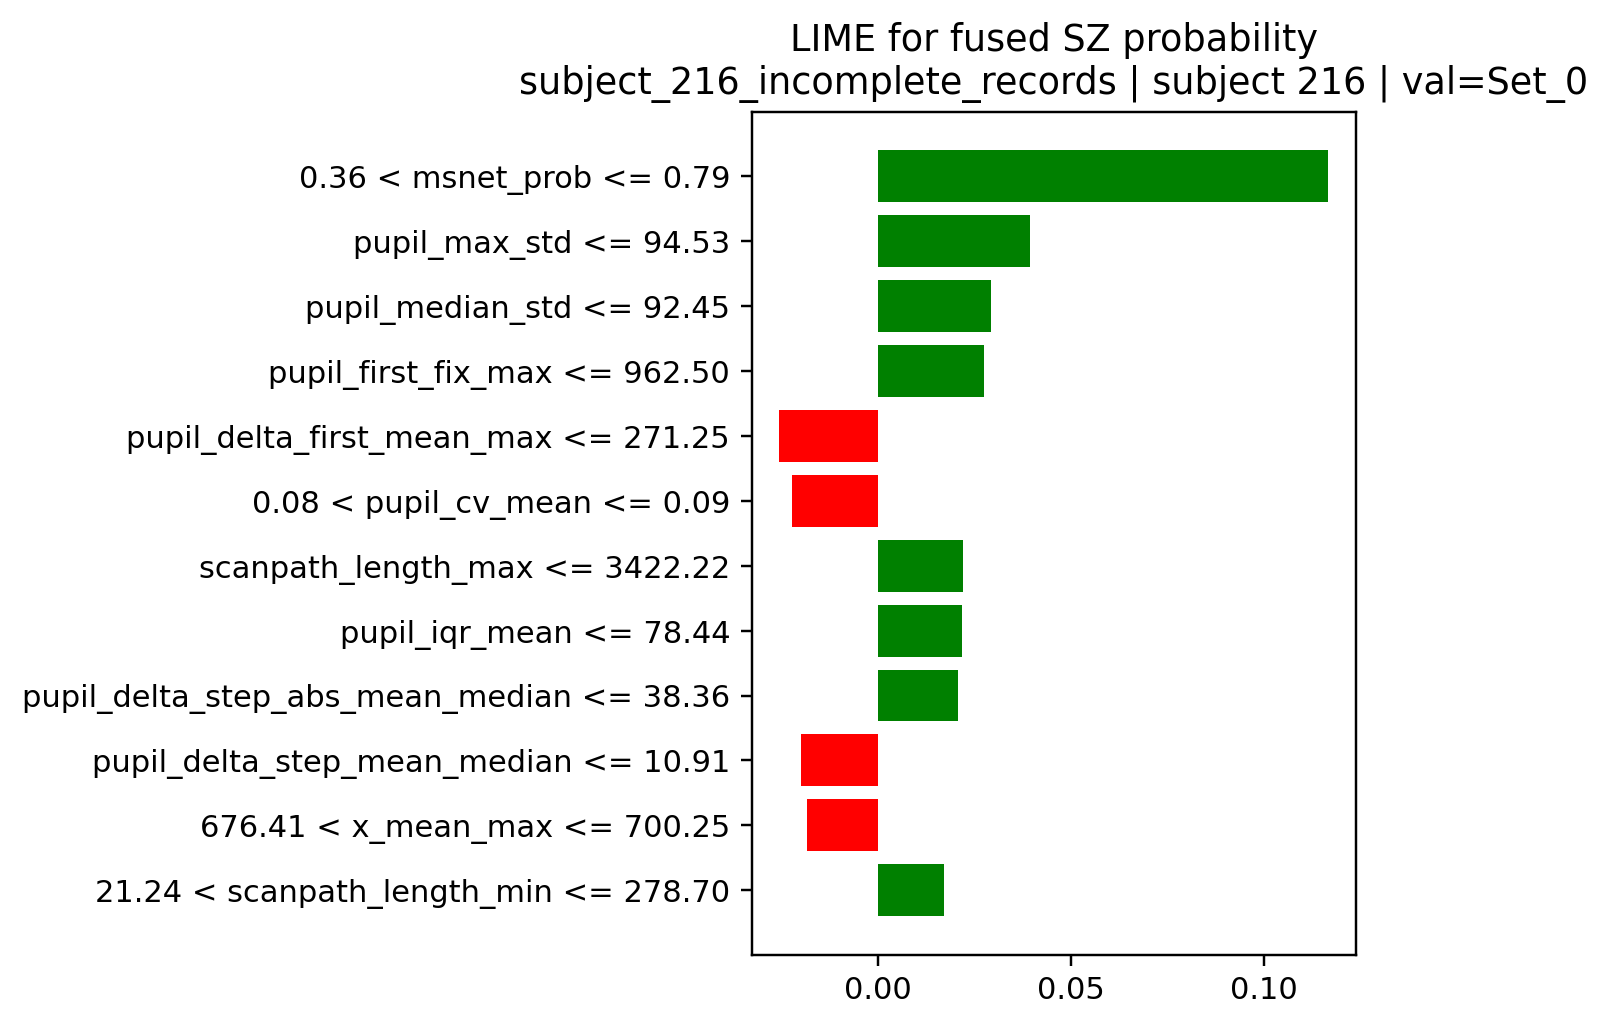 LIME for fused SZ probability
subject_216_incomplete_records | subject 216 | val=Set_0
0.36 < msnet_prob <= 0.79
pupil_max_std <= 94.53
pupil_median_std <= 92.45
pupil_first_fix_max <= 962.50
pupil_delta_first_mean_max <= 271.25
0.08 < pupil_cv_mean <= 0.09
scanpath_length_max <= 3422.22
pupil_iqr_mean <= 78.44
pupil_delta_step_abs_mean_median <= 38.36
pupil_delta_step_mean_median <= 10.91
676.41 < x_mean_max <= 700.25
21.24 < scanpath_length_min <= 278.70
0.00 0.05 0.10